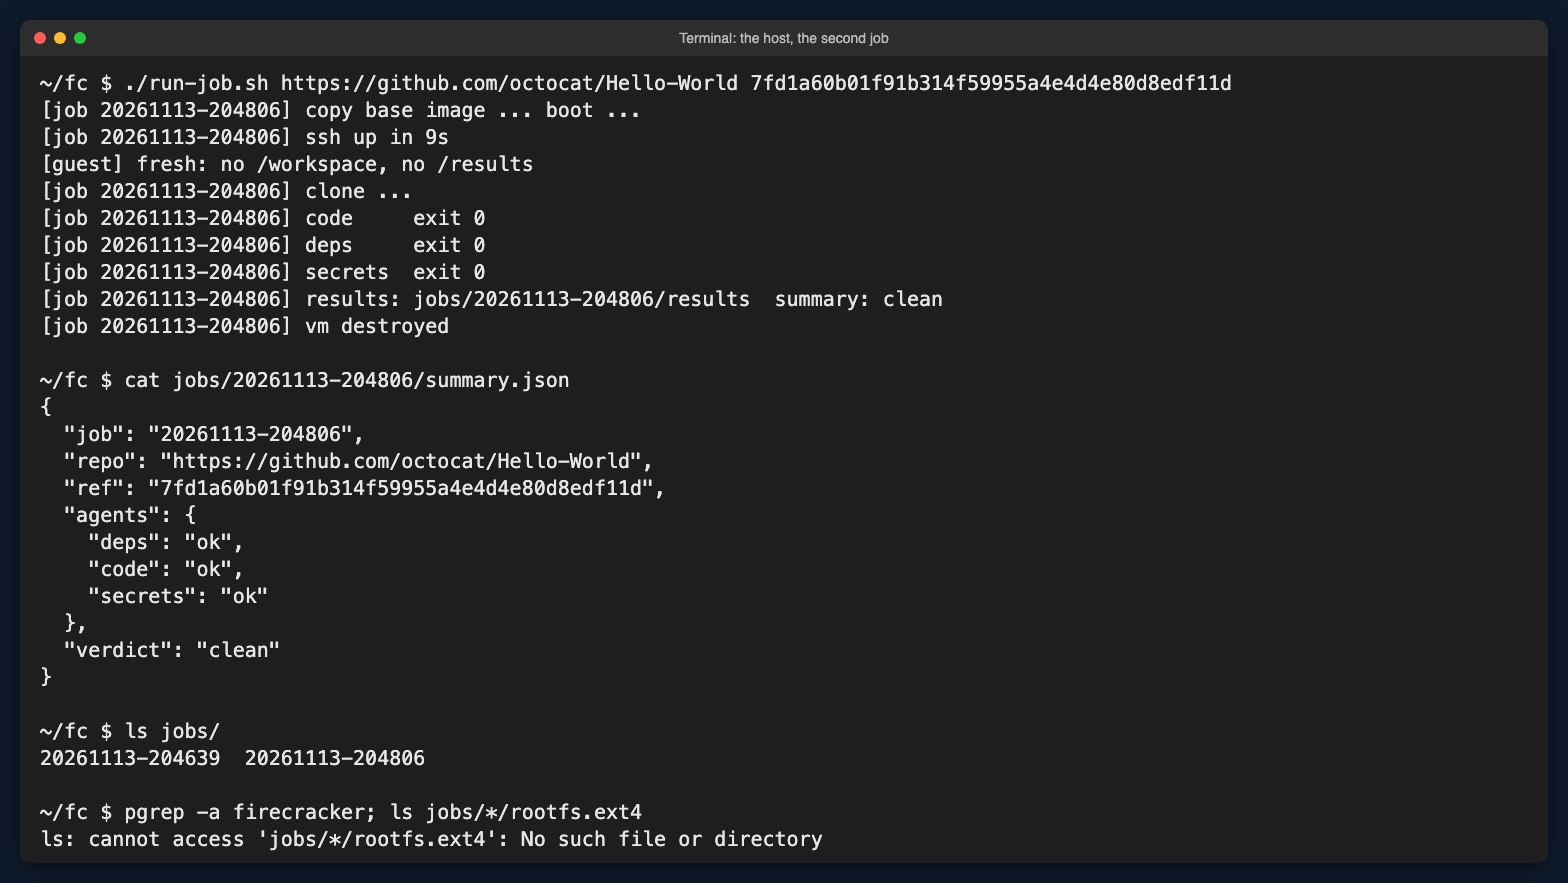 Terminal: the host, the second job
~/fc $ ./run-job.sh https://github.com/octocat/Hello-World 7fd1a60b01f91b314f59955a4e4d4e80d8edf11d
[job 20261113-204806] copy base image ... boot ...
[job 20261113-204806] ssh up in 9s
[guest] fresh: no /workspace, no /results
[job 20261113-204806] clone ...
[job 20261113-204806] code     exit 0
[job 20261113-204806] deps     exit 0
[job 20261113-204806] secrets  exit 0
[job 20261113-204806] results: jobs/20261113-204806/results  summary: clean
[job 20261113-204806] vm destroyed
~/fc $ cat jobs/20261113-204806/summary.json
{
  "job": "20261113-204806",
  "repo": "https://github.com/octocat/Hello-World",
  "ref": "7fd1a60b01f91b314f59955a4e4d4e80d8edf11d",
  "agents": {
    "deps": "ok",
    "code": "ok",
    "secrets": "ok"
  },
  "verdict": "clean"
}
~/fc $ ls jobs/
20261113-204639  20261113-204806
~/fc $ pgrep -a firecracker; ls jobs/*/rootfs.ext4
ls: cannot access 'jobs/*/rootfs.ext4': No such file or directory